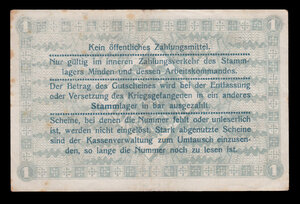 1 1
Kein öffentliches Zahlungsmittel.
Nur gültig im inneren Zahlungsverkehr des Stamm-
lagers Minden und dessen Arbeitskommandos.
Der Betrag des Gutscheines wird bei der Entlassung
oder Versetzung des Kriegsgefangenen in ein anderes
Stammlager in bar ausgezahlt.
Scheine, bei denen die Nummer fehlt oder unleserlich
ist, werden nicht eingelöst. Stark abgenutzte Scheine
sind der Kassenverwaltung zum Umtausch einzusen-
den, so lange die Nummer noch zu lesen ist.
1 1